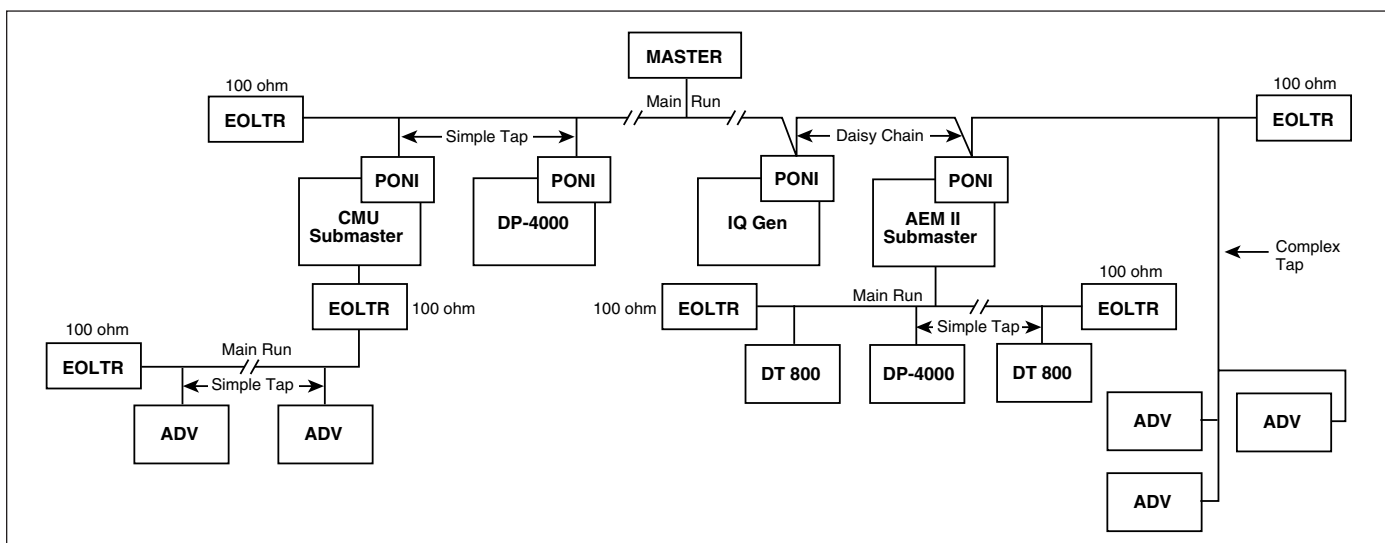 MASTER
100 ohm
EOLTR
Main Run
100 ohm
EOLTR
Simple Tap
Daisy Chain
PONI
CMU
Submaster
PONI
DP-4000
PONI
IQ Gen
PONI
AEM II
Submaster
Complex
Tap
EOLTR
100 ohm
100 ohm
EOLTR
Main Run
Simple Tap
ADV
ADV
100 ohm
EOLTR
Main Run
100 ohm
EOLTR
Simple Tap
DT 800
DP-4000
DT 800
ADV
ADV
ADV